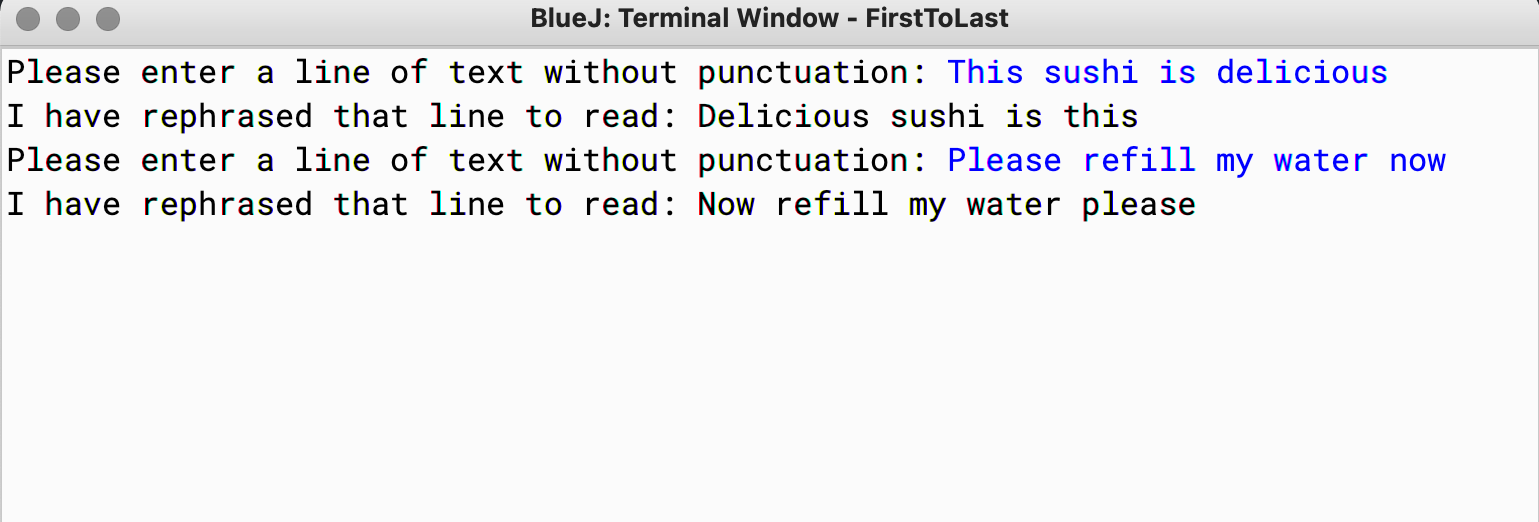 BlueJ: Terminal Window - FirstToLast
Please enter a line of text without punctuation: This sushi is delicious
I have rephrased that line to read: Delicious sushi is this
Please enter a line of text without punctuation: Please refill my water now
I have rephrased that line to read: Now refill my water please